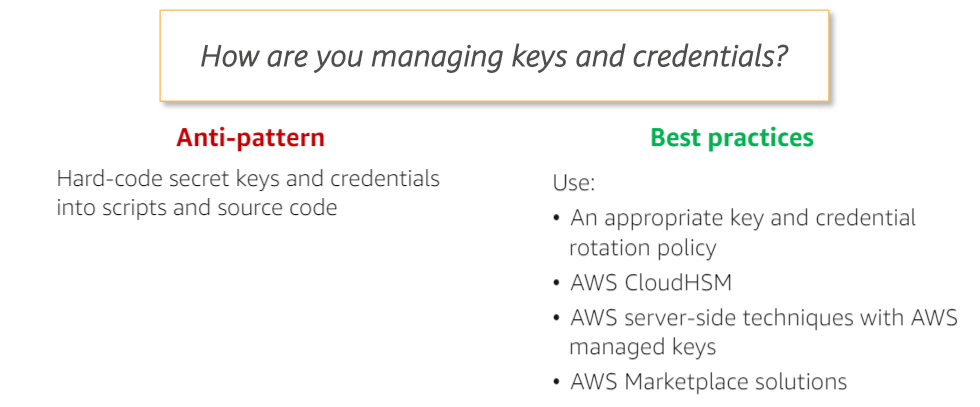 How are you managing keys and credentials?
Anti-pattern
Hard-code secret keys and credentials
into scripts and source code
Best practices
Use:
• An appropriate key and credential
rotation policy
• AWS CloudHSM
• AWS server-side techniques with AWS
managed keys
• AWS Marketplace solutions